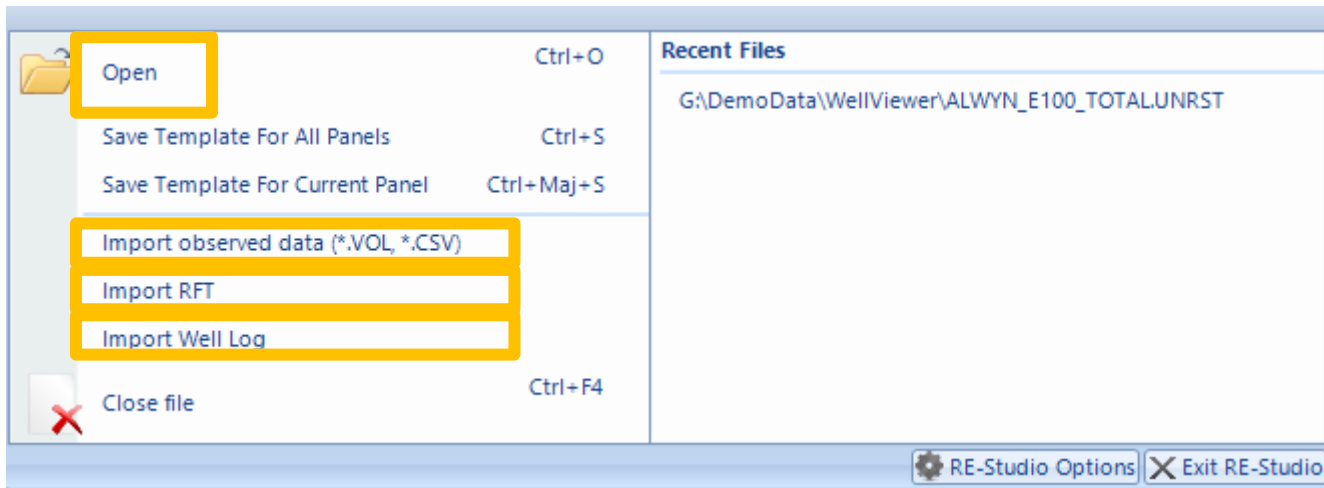 Open Ctrl+O
Save Template For All Panels Ctrl+S
Save Template For Current Panel Ctrl+Maj+S
Import observed data (*.VOL, *.CSV)
Import RFT
Import Well Log
Close file Ctrl+F4
Recent Files
G:\DemoData\WellViewer\ALWYN_E100_TOTAL.UNRST
RE-Studio Options Exit RE-Studio